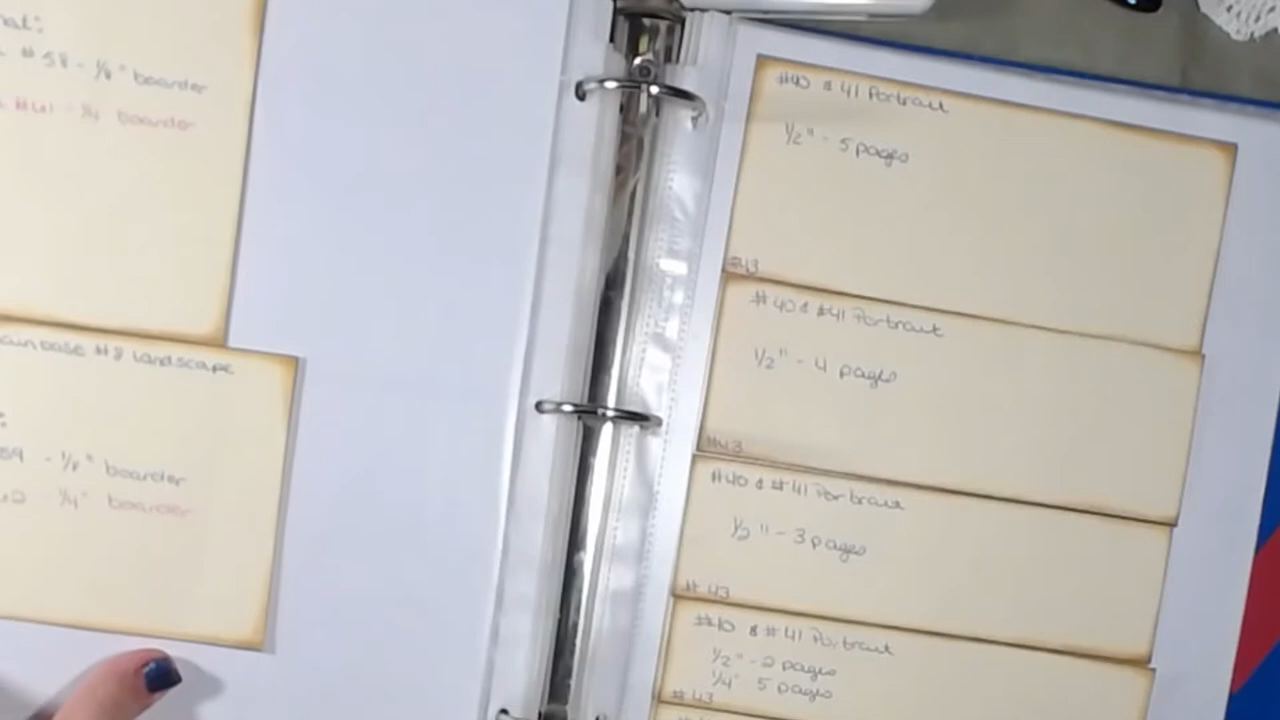 #58 - 1/8" boarder
#41 - 1/4 boarder
base #8 landscape
59 - 1/8" boarder
1/4" boarder
#40 & 41 Portrait
1/2" - 5 pages
#43
#40 & #41 Portrait
1/2" - 4 pages
#43
#40 & #41 Portrait
1/2" - 3 pages
#43
#40 & #41 Portrait
1/2" - 2 pages
1/4" 5 pages
#43